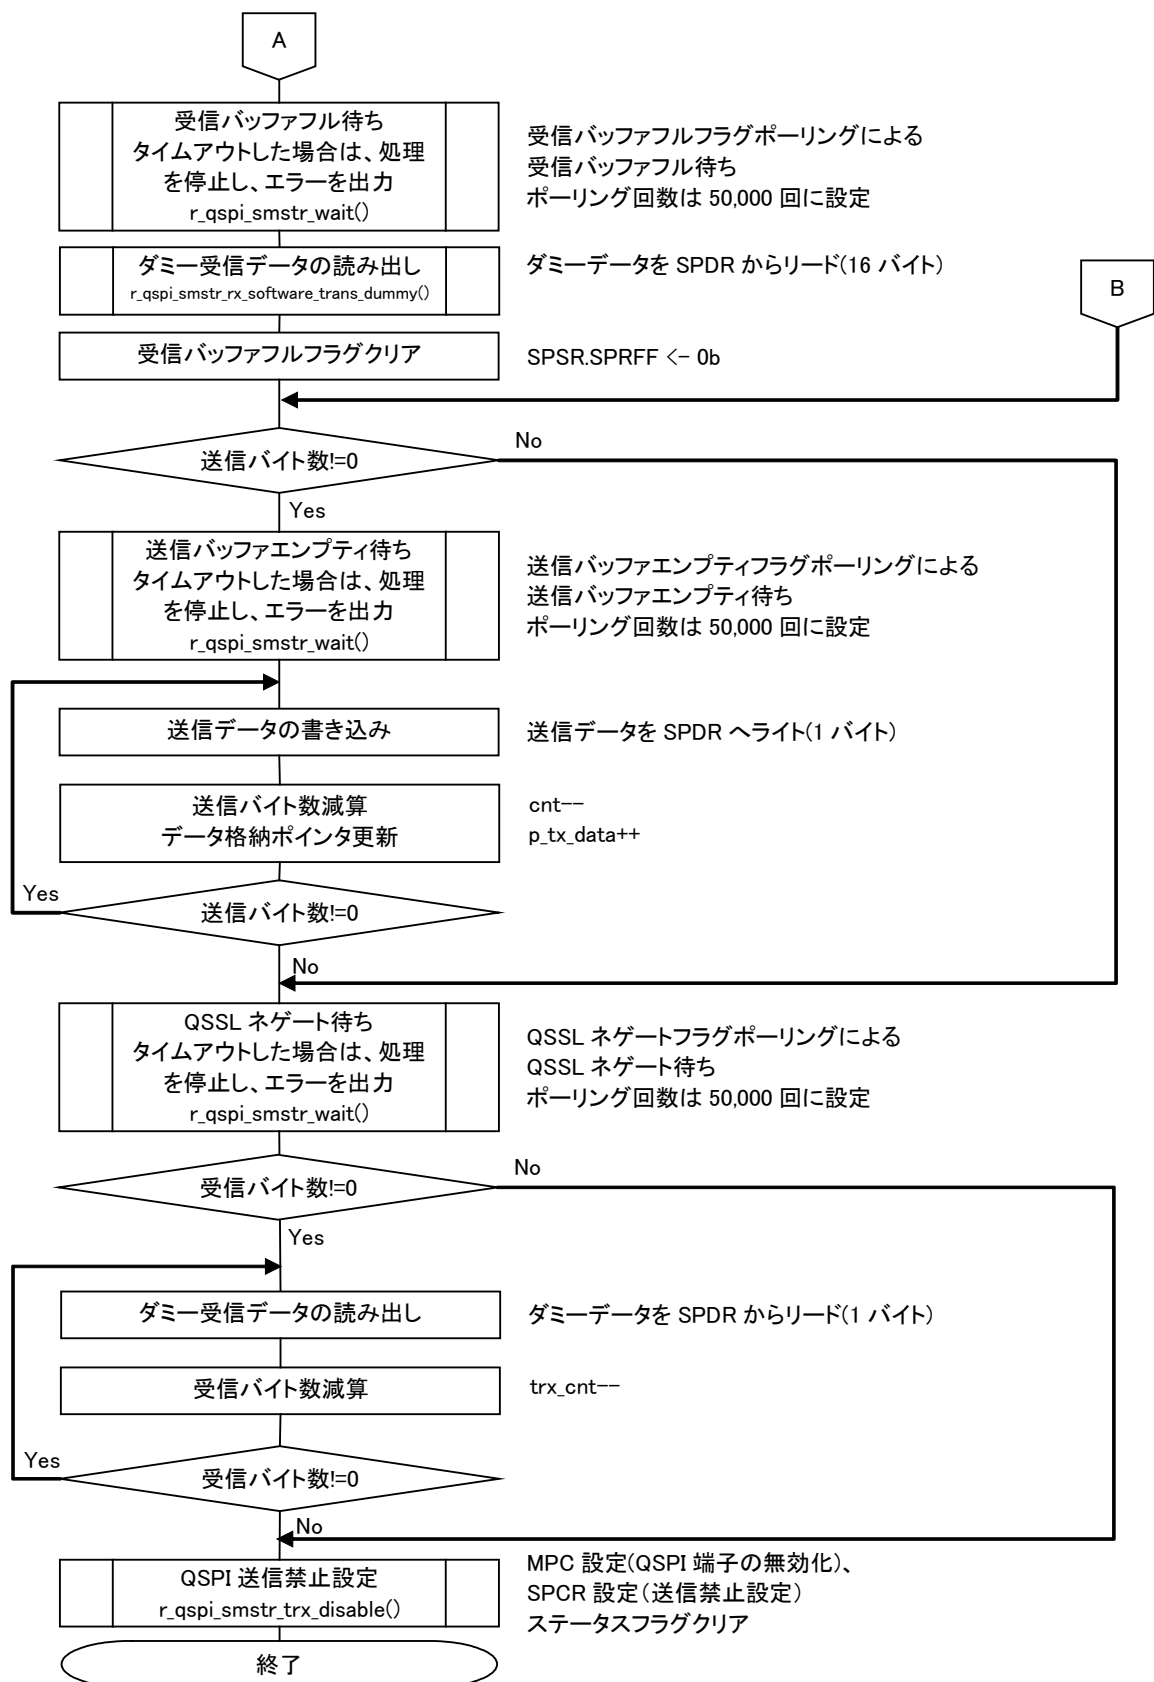 A
受信バッファフル待ち
タイムアウトした場合は、処理
を停止し、エラーを出力
r_qspi_smstr_wait()
受信バッファフルフラグポーリングによる
受信バッファフル待ち
ポーリング回数は 50,000 回に設定
ダミー受信データの読み出し
r_qspi_smstr_rx_software_trans_dummy()
ダミーデータを SPDR からリード(16 バイト)
B
受信バッファフルフラグクリア
SPSR.SPRFF <- 0b
送信バイト数!=0
No
Yes
送信バッファエンプティ待ち
タイムアウトした場合は、処理
を停止し、エラーを出力
r_qspi_smstr_wait()
送信バッファエンプティフラグポーリングによる
送信バッファエンプティ待ち
ポーリング回数は 50,000 回に設定
送信データの書き込み
送信データを SPDR へライト(1 バイト)
送信バイト数減算
データ格納ポインタ更新
cnt--
p_tx_data++
Yes
送信バイト数!=0
No
QSSL ネゲート待ち
タイムアウトした場合は、処理
を停止し、エラーを出力
r_qspi_smstr_wait()
QSSL ネゲートフラグポーリングによる
QSSL ネゲート待ち
ポーリング回数は 50,000 回に設定
受信バイト数!=0
No
Yes
ダミー受信データの読み出し
ダミーデータを SPDR からリード(1 バイト)
受信バイト数減算
trx_cnt--
Yes
受信バイト数!=0
No
QSPI 送信禁止設定
r_qspi_smstr_trx_disable()
MPC 設定(QSPI 端子の無効化)、
SPCR 設定(送信禁止設定)
ステータスフラグクリア
終了